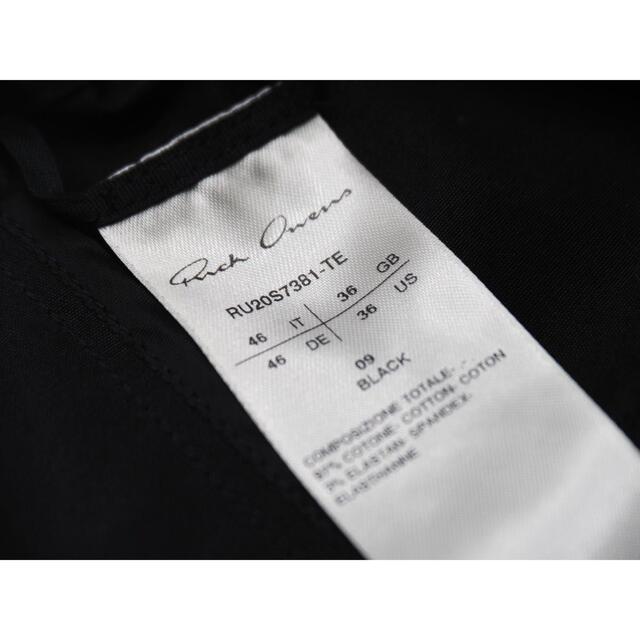 Rick Owens
RU20S7381-TE
46 IT 36 GB
46 DE 36 US
09
BLACK
COMPOSIZIONE TOTALE- .-
97% COTONE- COTTON- COTON
3% ELASTAN- SPANDEX-
ELASTHANNE